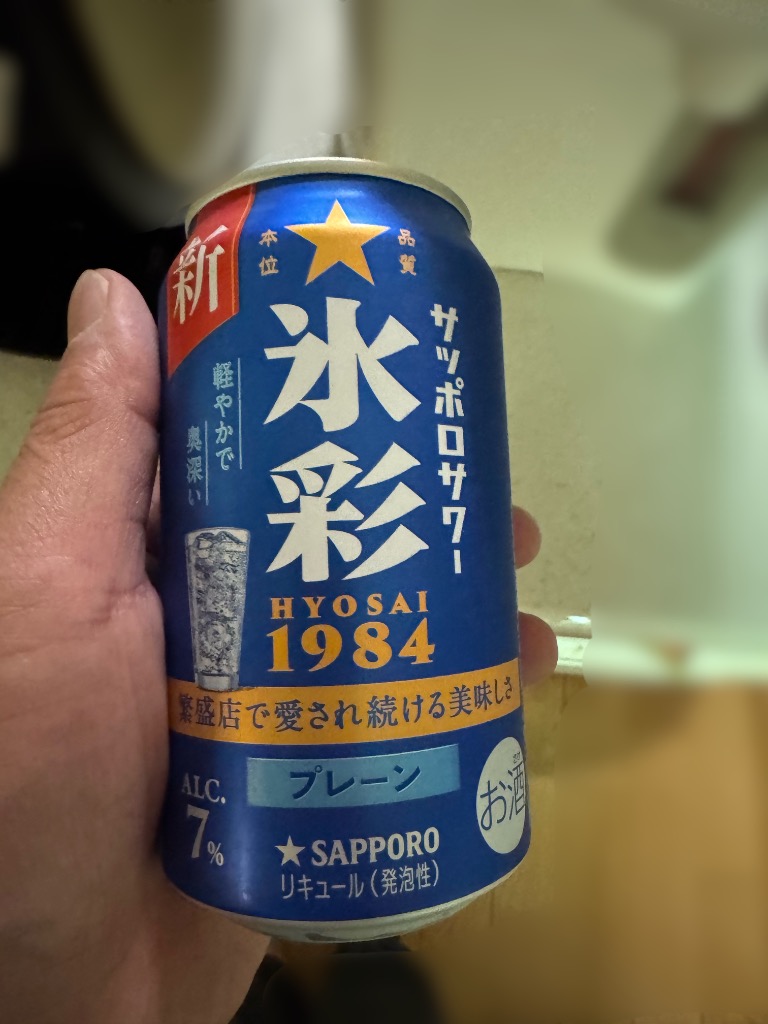 新
本位
品質
氷彩
サッポロサワー
軽やかで
奥深い
HYOSAI
1984
繁盛店で愛され続ける美味しさ
プレーン
ALC.
7%
お酒
★SAPPORO
リキュール(発泡性)